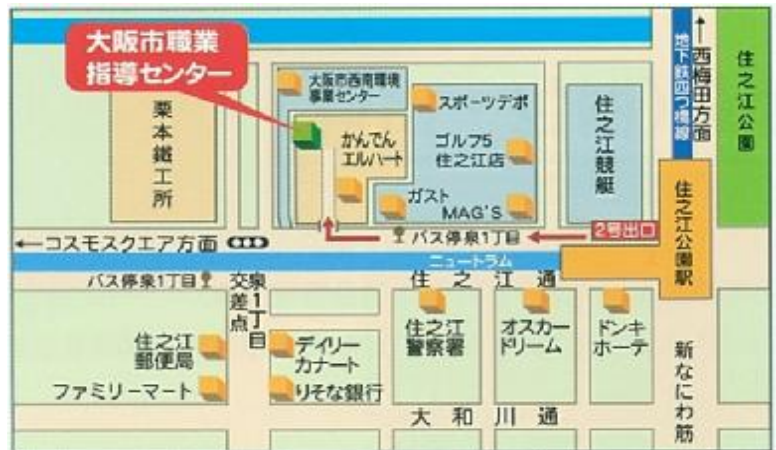 大阪市職業
指導センター
大阪市西南環境
事業センター
スポーツデポ
栗本鐵工所
かんでん
エルハート
ゴルフ5
住之江店
住之江競艇
地下鉄四つ橋線
↑西梅田方面
住之江公園
ガスト
MAG'S
2号出口
バス停泉1丁目
住之江公園駅
←コスモスクエア方面
ニュートラム
バス停泉1丁目
泉1丁目
交差点
住之江通
住之江
郵便局
デイリー
カナート
住之江
警察署
オスカー
ドリーム
ドンキ
ホーテ
新なにわ筋
ファミリーマート
りそな銀行
大和川通